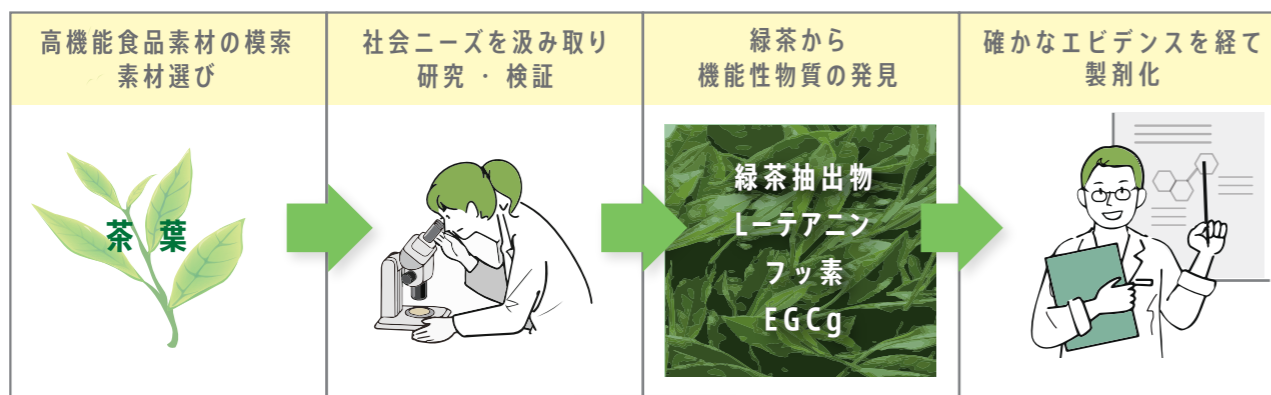 高機能食品素材の模索
素材選び
社会ニーズを汲み取り
研究・検証
緑茶から
機能性物質の発見
確かなエビデンスを経て
製剤化
茶葉
緑茶抽出物
L－テアニン
フッ素
EGCg